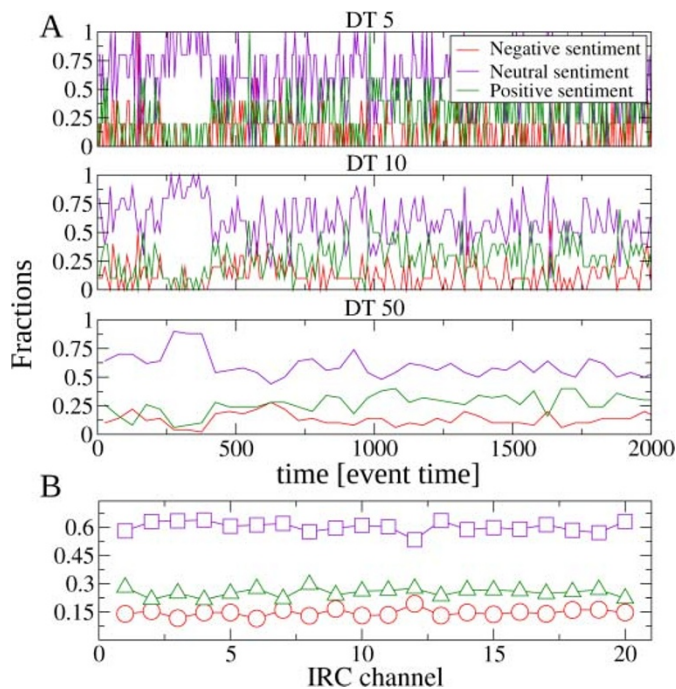 A
DT 5
1
0.75
0.5
0.25
0
Negative sentiment
Neutral sentiment
Positive sentiment
DT 10
1
0.75
0.5
0.25
0
Fractions
DT 50
1
0.75
0.5
0.25
0
0 500 1000 1500 2000
time [event time]
B
0.6
0.45
0.3
0.15
0 5 10 15 20
IRC channel